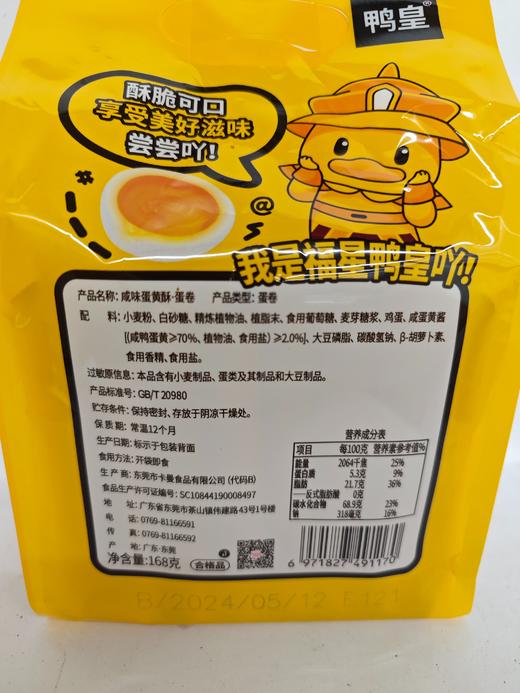 鸭皇
酥脆可口
享受美好滋味
尝尝吖!
我是福星鸭皇吖!
产品名称: 咸味蛋黄酥·蛋卷 产品类型: 蛋卷
配 料: 小麦粉、白砂糖、精炼植物油、植脂末、食用葡萄糖、麦芽糖浆、鸡蛋、咸蛋黄酱
[(咸鸭蛋黄≥70%、植物油、食用盐) ≥2.0%]、大豆磷脂、碳酸氢钠、β-胡萝卜素、
食用香精、食用盐。
过敏原信息: 本品含有小麦制品、蛋类及其制品和大豆制品。
产品标准号: GB/T 20980
贮存条件: 保持密封、存放于阴凉干燥处。
保 质 期: 常温12个月
生产日期: 标示于包装背面
食用方法: 开袋即食
生 产 商: 东莞市卡曼食品有限公司 (代码B)
食品生产许可证编号: SC10844190008497
地 址: 广东省东莞市茶山镇伟建路43号1号楼
电 话: 0769-81166591
传 真: 0769-81166592
产 地: 广东·东莞
净含量:168克
合格品
营养成分表
项目 每100克 营养素参考值%
能量 2064千焦 25%
蛋白质 5.3克 9%
脂肪 21.7克 36%
——反式脂肪酸 0克
碳水化合物 68.9克 23%
钠 318毫克 16%
6 971827 491170
B/2024/05/12 E121